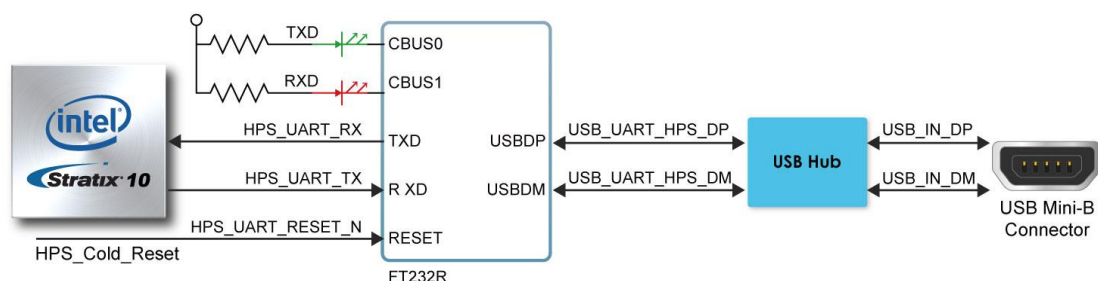 TXD
CBUS0
RXD
CBUS1
intel
Stratix 10
HPS_UART_RX
TXD
HPS_UART_TX
R XD
HPS_UART_RESET_N
RESET
HPS_Cold_Reset
FT232R
USBDP
USBDM
USB_UART_HPS_DP
USB_UART_HPS_DM
USB Hub
USB_IN_DP
USB_IN_DM
USB Mini-B
Connector